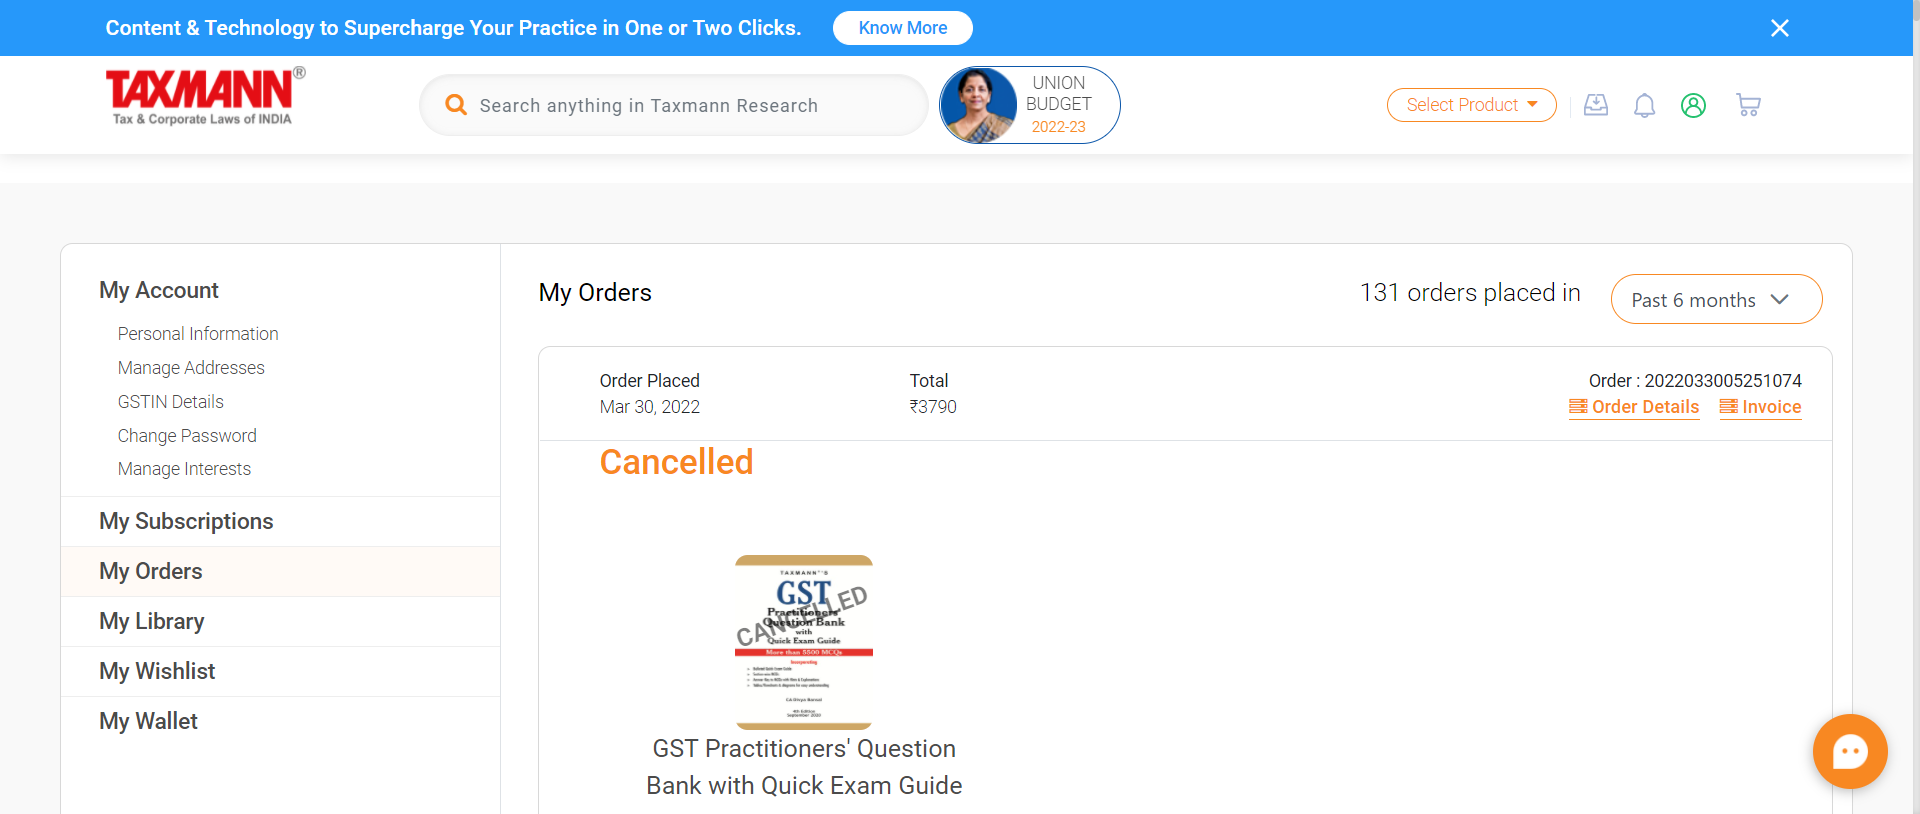 Content & Technology to Supercharge Your Practice in One or Two Clicks.
Know More
TAXMANN®
Tax & Corporate Laws of INDIA
Search anything in Taxmann Research
UNION
BUDGET
2022-23
Select Product
My Account
Personal Information
Manage Addresses
GSTIN Details
Change Password
Manage Interests
My Subscriptions
My Orders
My Library
My Wishlist
My Wallet
My Orders
131 orders placed in
Past 6 months
Order Placed
Mar 30, 2022
Total
₹3790
Order : 2022033005251074
Order Details
Invoice
Cancelled
TAXMANN'S
GST
Practitioners'
Question Bank
with
Quick Exam Guide
More than 5500 MCQs
Incorporating
CANCELLED
4th Edition
September 2020
GST Practitioners' Question
Bank with Quick Exam Guide